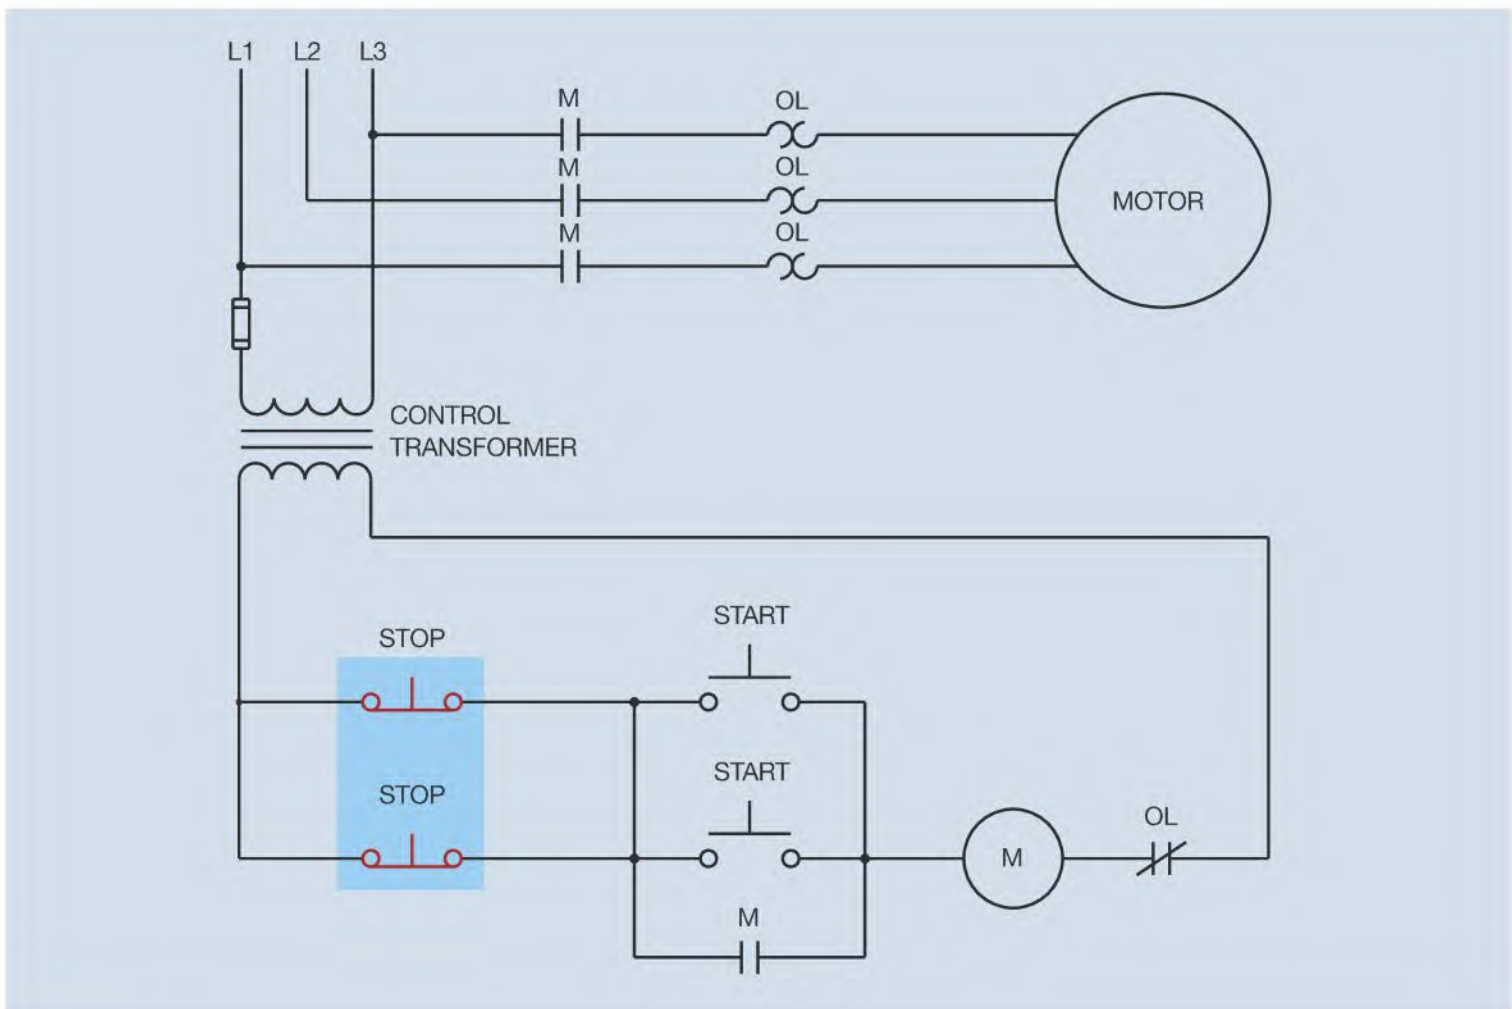 L1 L2 L3
M OL
M OL
MOTOR
M OL
CONTROL
TRANSFORMER
START
STOP
START
STOP
OL
M
M